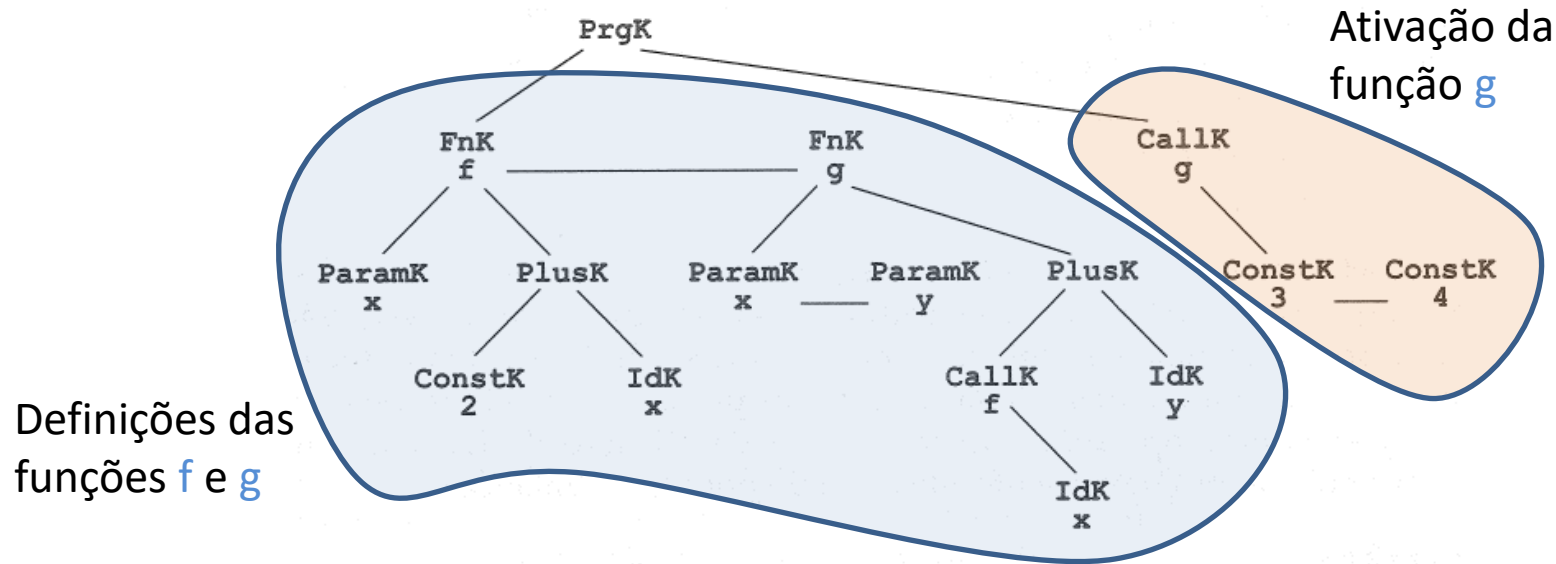 PrgK
Ativação da
função g
FnK FnK CallK
f g g
ParamK PlusK ParamK ParamK PlusK ConstK ConstK
x x y 3 4
ConstK IdK CallK IdK
2 x f y
Definições das
funções f e g
IdK
x